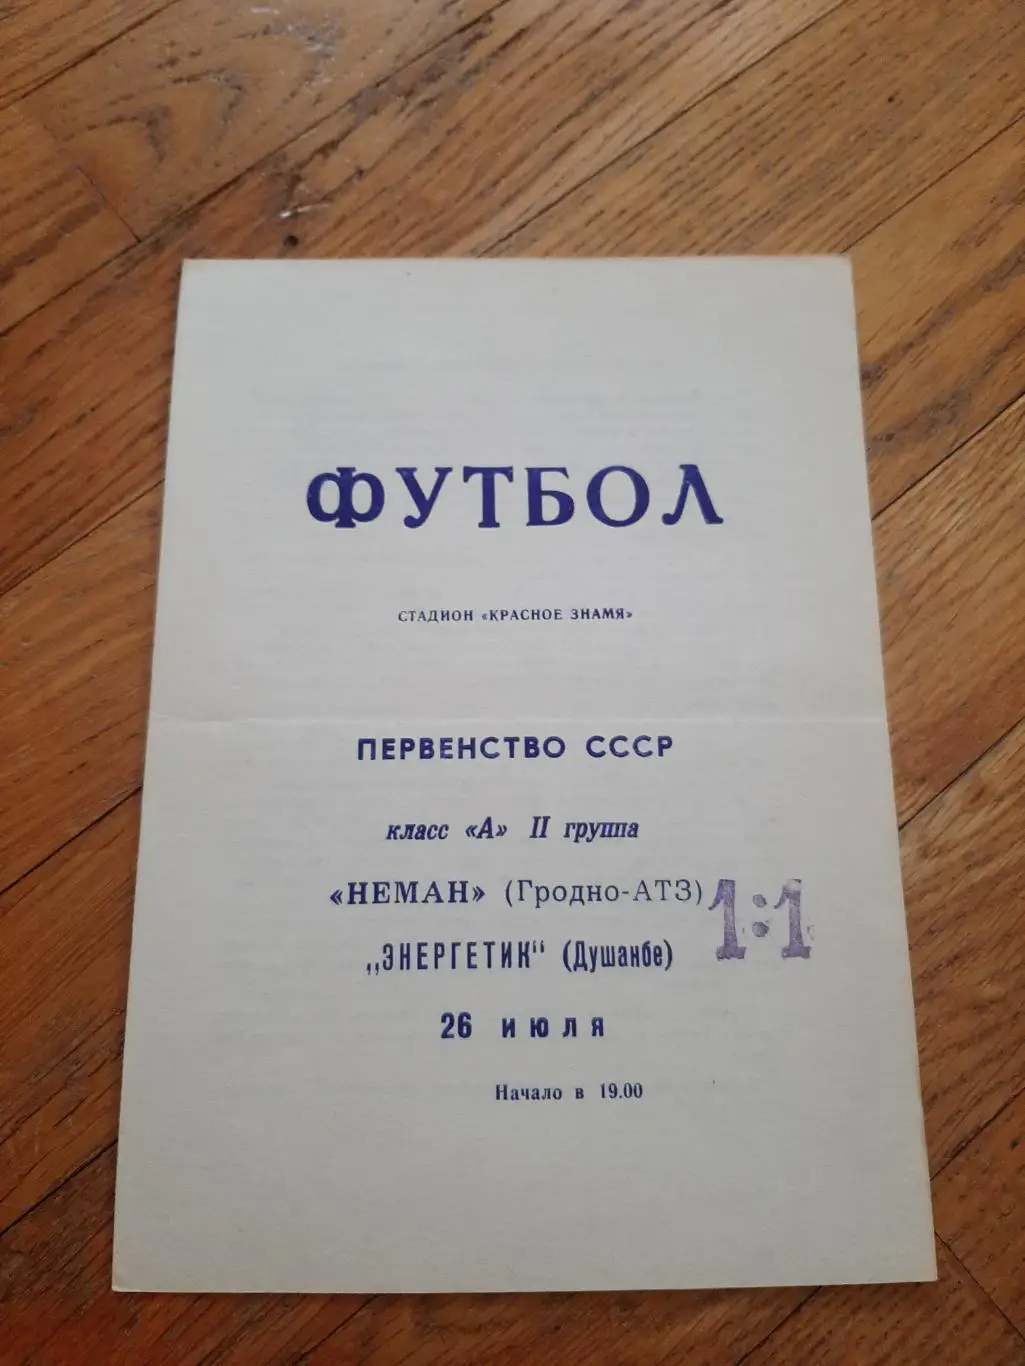 ФУТБОЛ
СТАДИОН «КРАСНОЕ ЗНАМЯ»
ПЕРВЕНСТВО СССР
класс «А» II группа
«НЕМАН» (Гродно-АТЗ)
1:1
„ЭНЕРГЕТИК" (Душанбе)
26 июля
Начало в 19.00